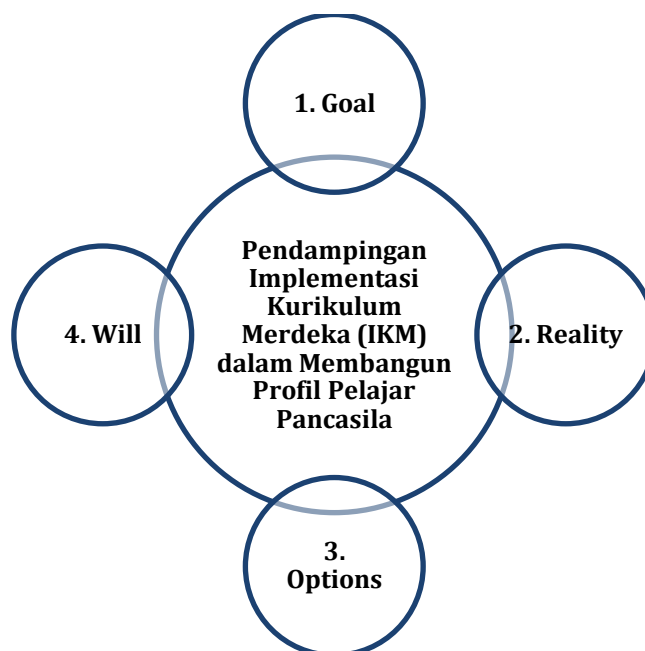 1. Goal
Pendampingan
Implementasi
Kurikulum
Merdeka (IKM)
dalam Membangun
Profil Pelajar
Pancasila
2. Reality
3.
Options
4. Will